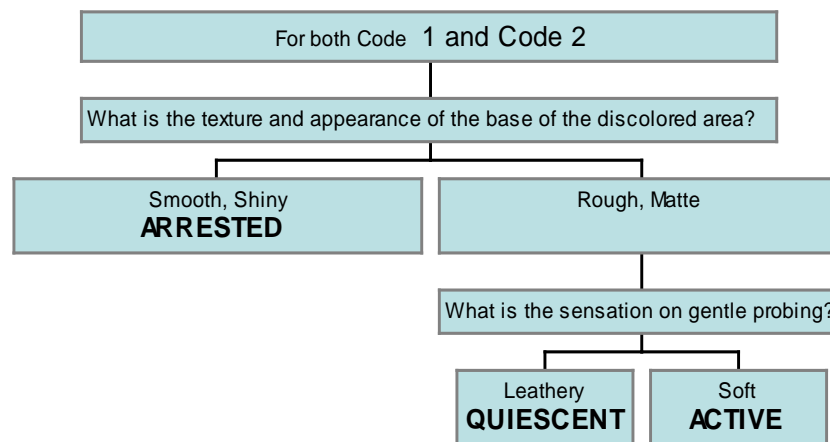 For both Code 1 and Code 2
What is the texture and appearance of the base of the discolored area?
Smooth, Shiny
ARRESTED
Rough, Matte
What is the sensation on gentle probing?
Leathery
QUIESCENT
Soft
ACTIVE